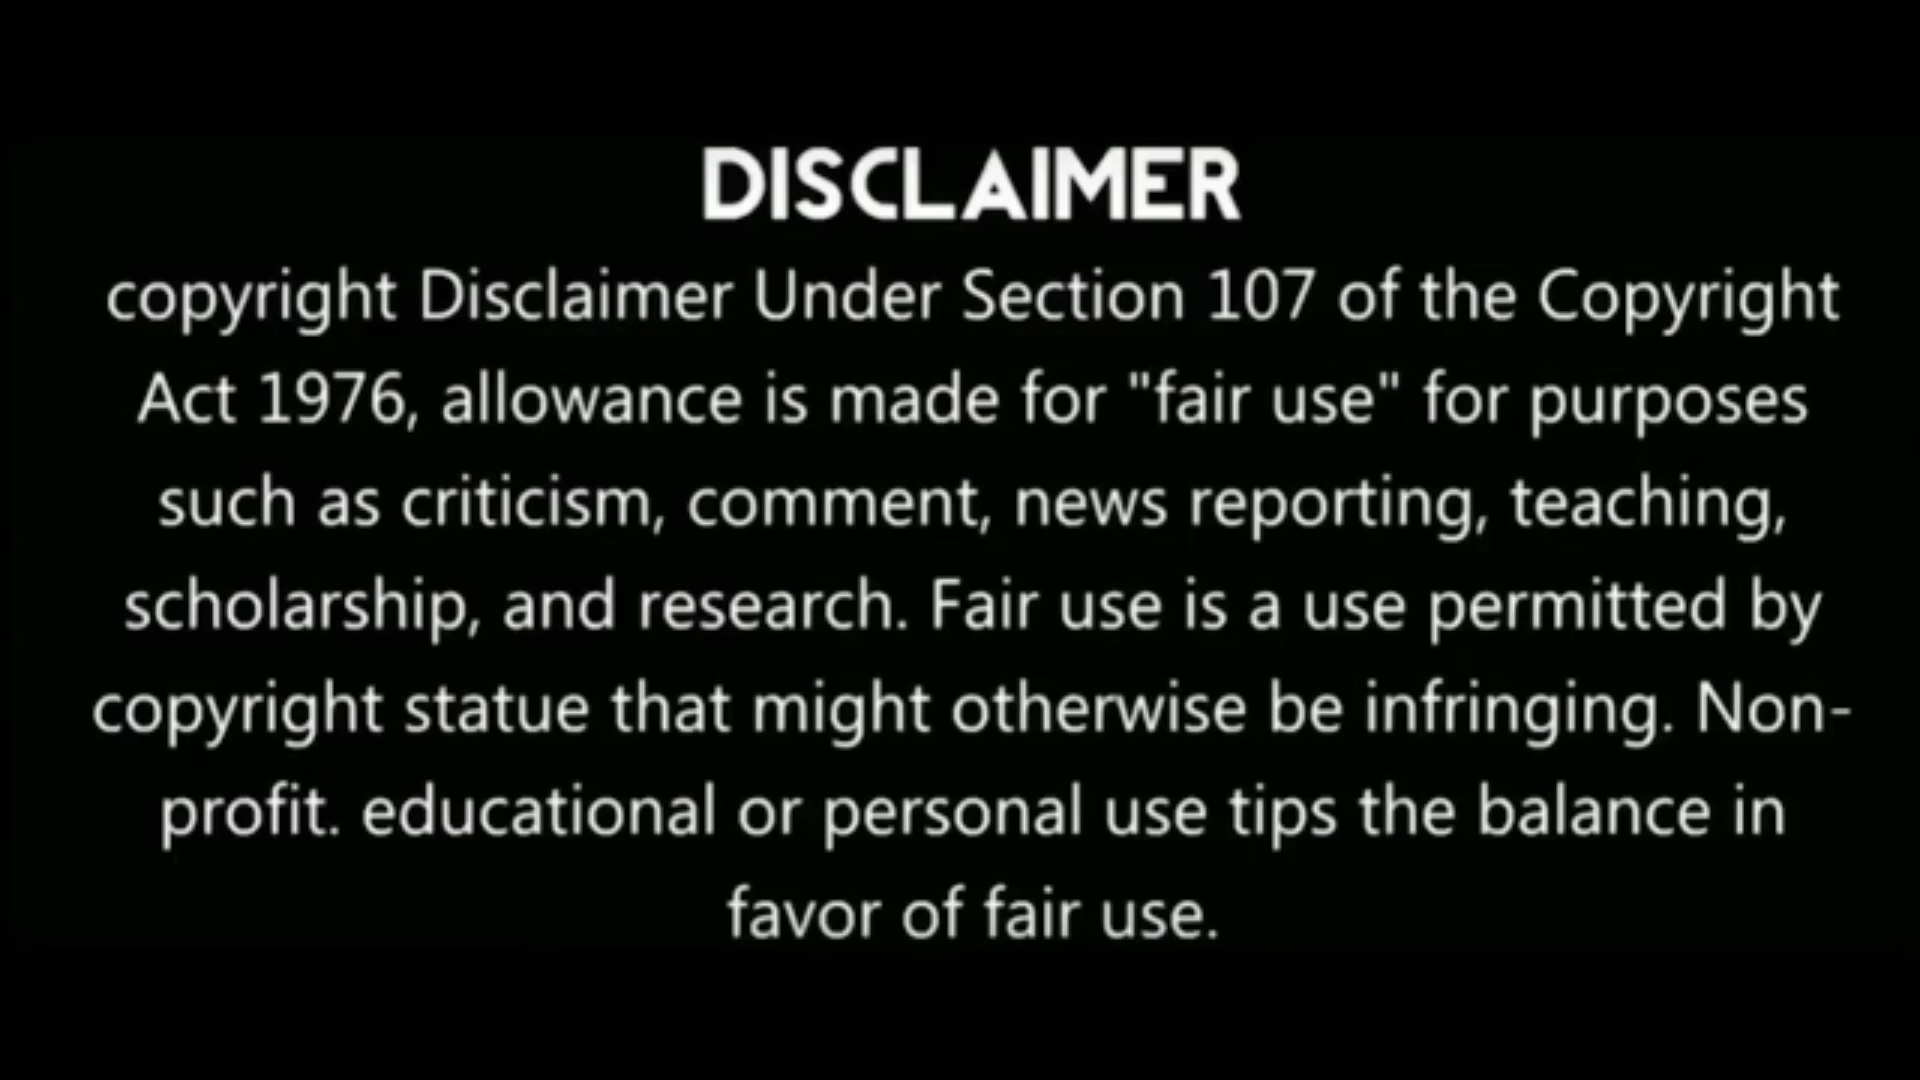 DISCLAIMER
copyright Disclaimer Under Section 107 of the Copyright
Act 1976, allowance is made for "fair use" for purposes
such as criticism, comment, news reporting, teaching,
scholarship, and research. Fair use is a use permitted by
copyright statue that might otherwise be infringing. Non-
profit. educational or personal use tips the balance in
favor of fair use.